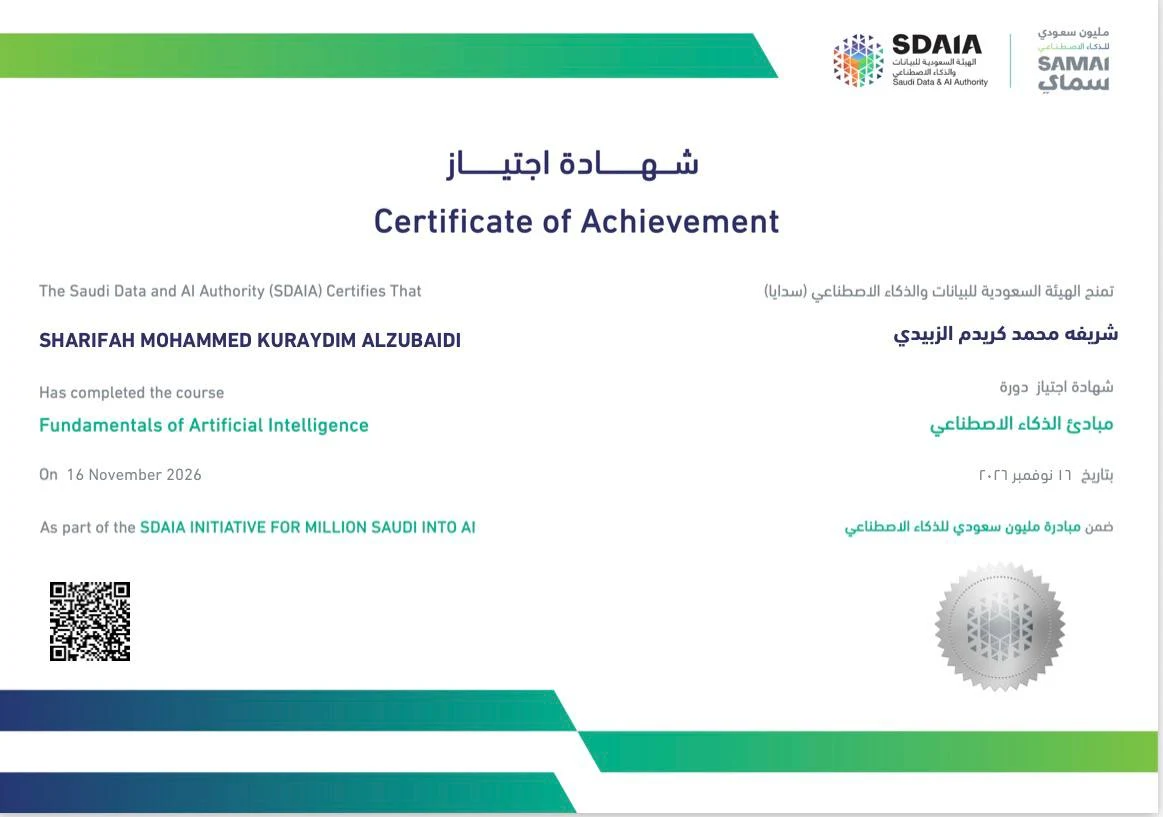 SDAIA
الهيئة السعودية للبيانات
والذكاء الاصطناعي
Saudi Data & AI Authority
مليون سعودي
للذكاء الاصطناعي
SAMAI
سماي
شهادة اجتياز
Certificate of Achievement
The Saudi Data and AI Authority (SDAIA) Certifies That
تمنح الهيئة السعودية للبيانات والذكاء الاصطناعي (سدايا)
SHARIFAH MOHAMMED KURAYDIM ALZUBAIDI
شريفه محمد كريدم الزبيدي
Has completed the course
شهادة اجتياز دورة
Fundamentals of Artificial Intelligence
مبادئ الذكاء الاصطناعي
On 16 November 2026
بتاريخ ١٦ نوفمبر ٢٠٢٦
As part of the SDAIA INITIATIVE FOR MILLION SAUDI INTO AI
ضمن مبادرة مليون سعودي للذكاء الاصطناعي